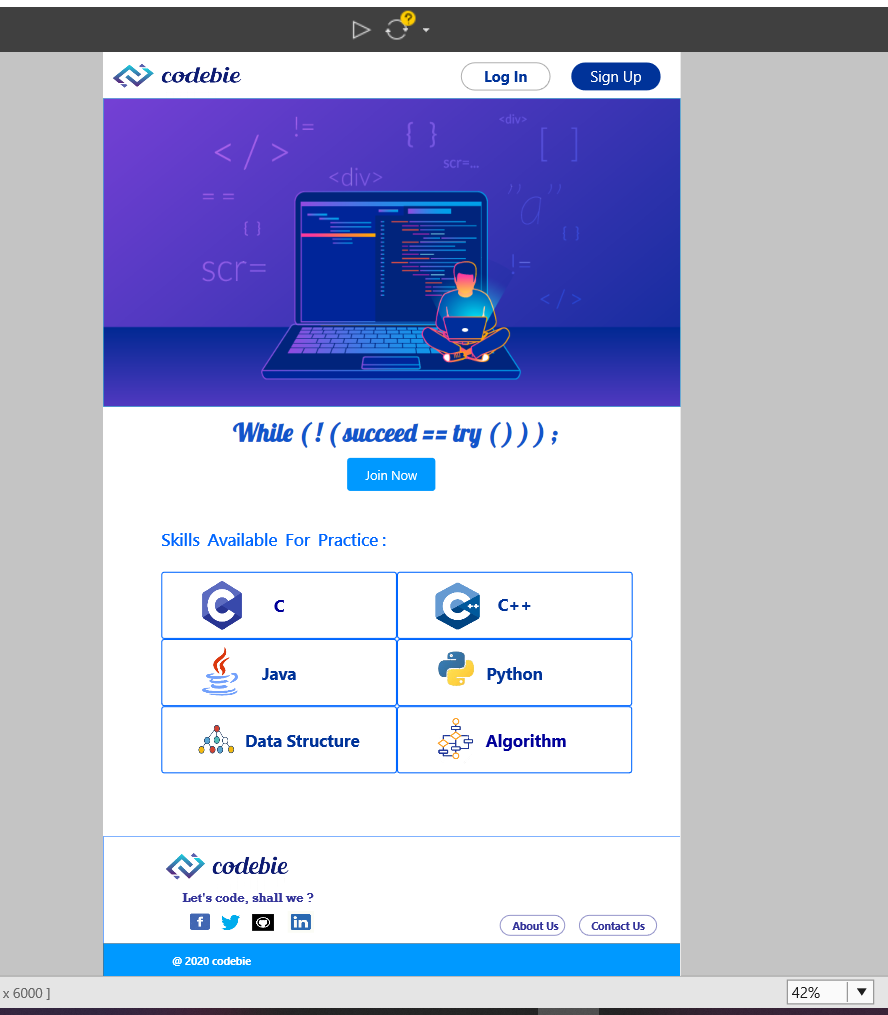 codebie
Log In
Sign Up
</>
!=
{ }
<div>
[ ]
scr=...
<div>
= =
"a"
{ }
{ }
scr=
!=
</>
While ( ! ( succeed == try ( ) ) ) ;
Join Now
Skills Available For Practice :
C
C++
Java
Python
Data Structure
Algorithm
codebie
Let's code, shall we ?
f
in
About Us
Contact Us
@ 2020 codebie
x 6000 ]
42%